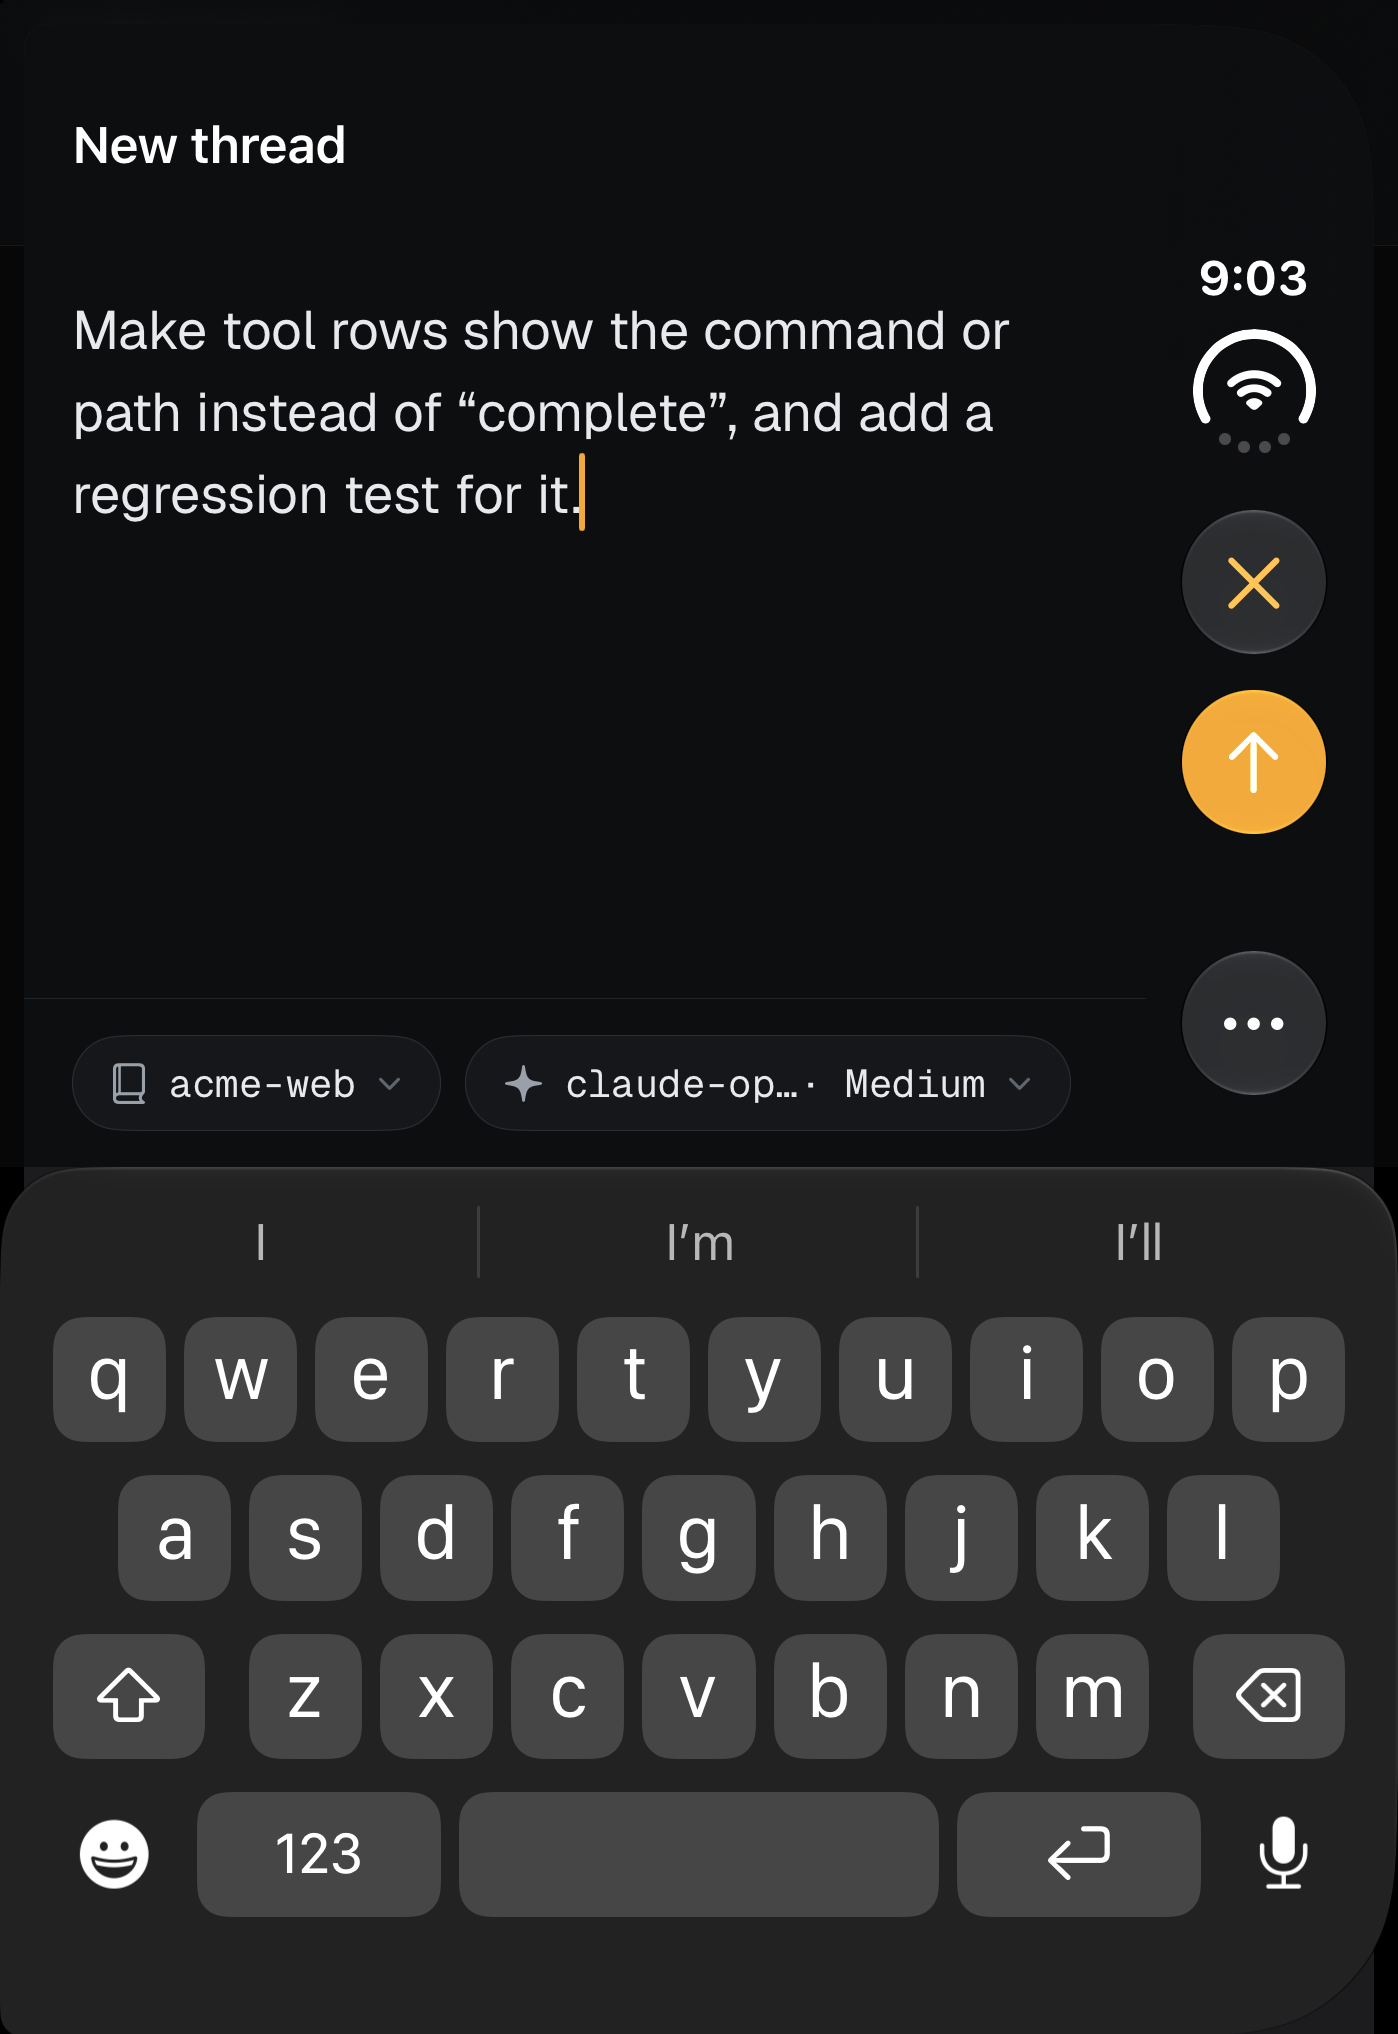 New thread
9:03
Make tool rows show the command or
path instead of “complete”, and add a
regression test for it.
acme-web
claude-op…· Medium
I
I’m
I’ll
q w e r t y u i o p
a s d f g h j k l
z x c v b n m
123